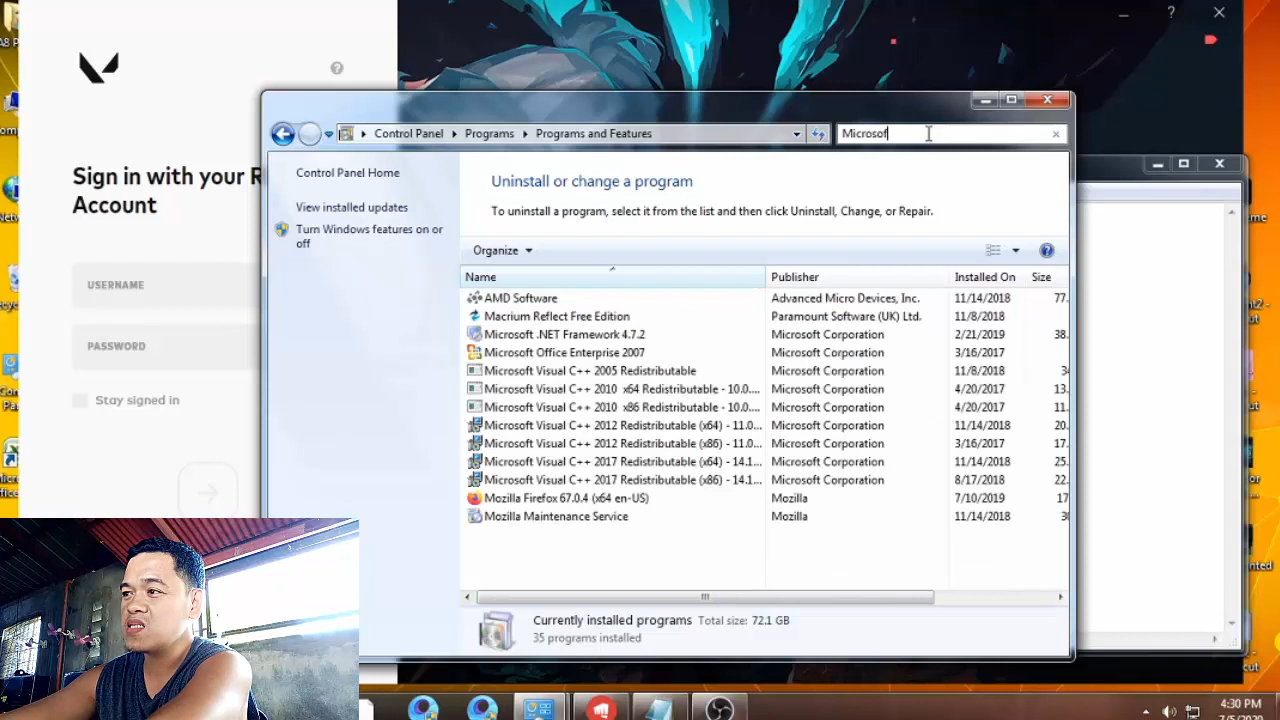 Sign in with your R
Account
USERNAME
PASSWORD
Stay signed in
Control Panel
Programs
Programs and Features
Microsof
Control Panel Home
View installed updates
Turn Windows features on or
off
Uninstall or change a program
To uninstall a program, select it from the list and then click Uninstall, Change, or Repair.
Organize
Name Publisher Installed On Size
AMD Software Advanced Micro Devices, Inc. 11/14/2018 77.
Macrium Reflect Free Edition Paramount Software (UK) Ltd. 11/8/2018
Microsoft .NET Framework 4.7.2 Microsoft Corporation 2/21/2019 38.
Microsoft Office Enterprise 2007 Microsoft Corporation 3/16/2017
Microsoft Visual C++ 2005 Redistributable Microsoft Corporation 11/8/2018
Microsoft Visual C++ 2010 x64 Redistributable - 10.0.... Microsoft Corporation 4/20/2017 13.
Microsoft Visual C++ 2010 x86 Redistributable - 10.0.... Microsoft Corporation 4/20/2017 11.
Microsoft Visual C++ 2012 Redistributable (x64) - 11.0... Microsoft Corporation 11/14/2018 20.
Microsoft Visual C++ 2012 Redistributable (x86) - 11.0... Microsoft Corporation 3/16/2017 17.
Microsoft Visual C++ 2017 Redistributable (x64) - 14.1... Microsoft Corporation 11/14/2018 25.
Microsoft Visual C++ 2017 Redistributable (x86) - 14.1... Microsoft Corporation 8/17/2018 22.
Mozilla Firefox 67.0.4 (x64 en-US) Mozilla 7/10/2019 17
Mozilla Maintenance Service Mozilla 11/14/2018
Currently installed programs Total size: 72.1 GB
35 programs installed
4:30 PM